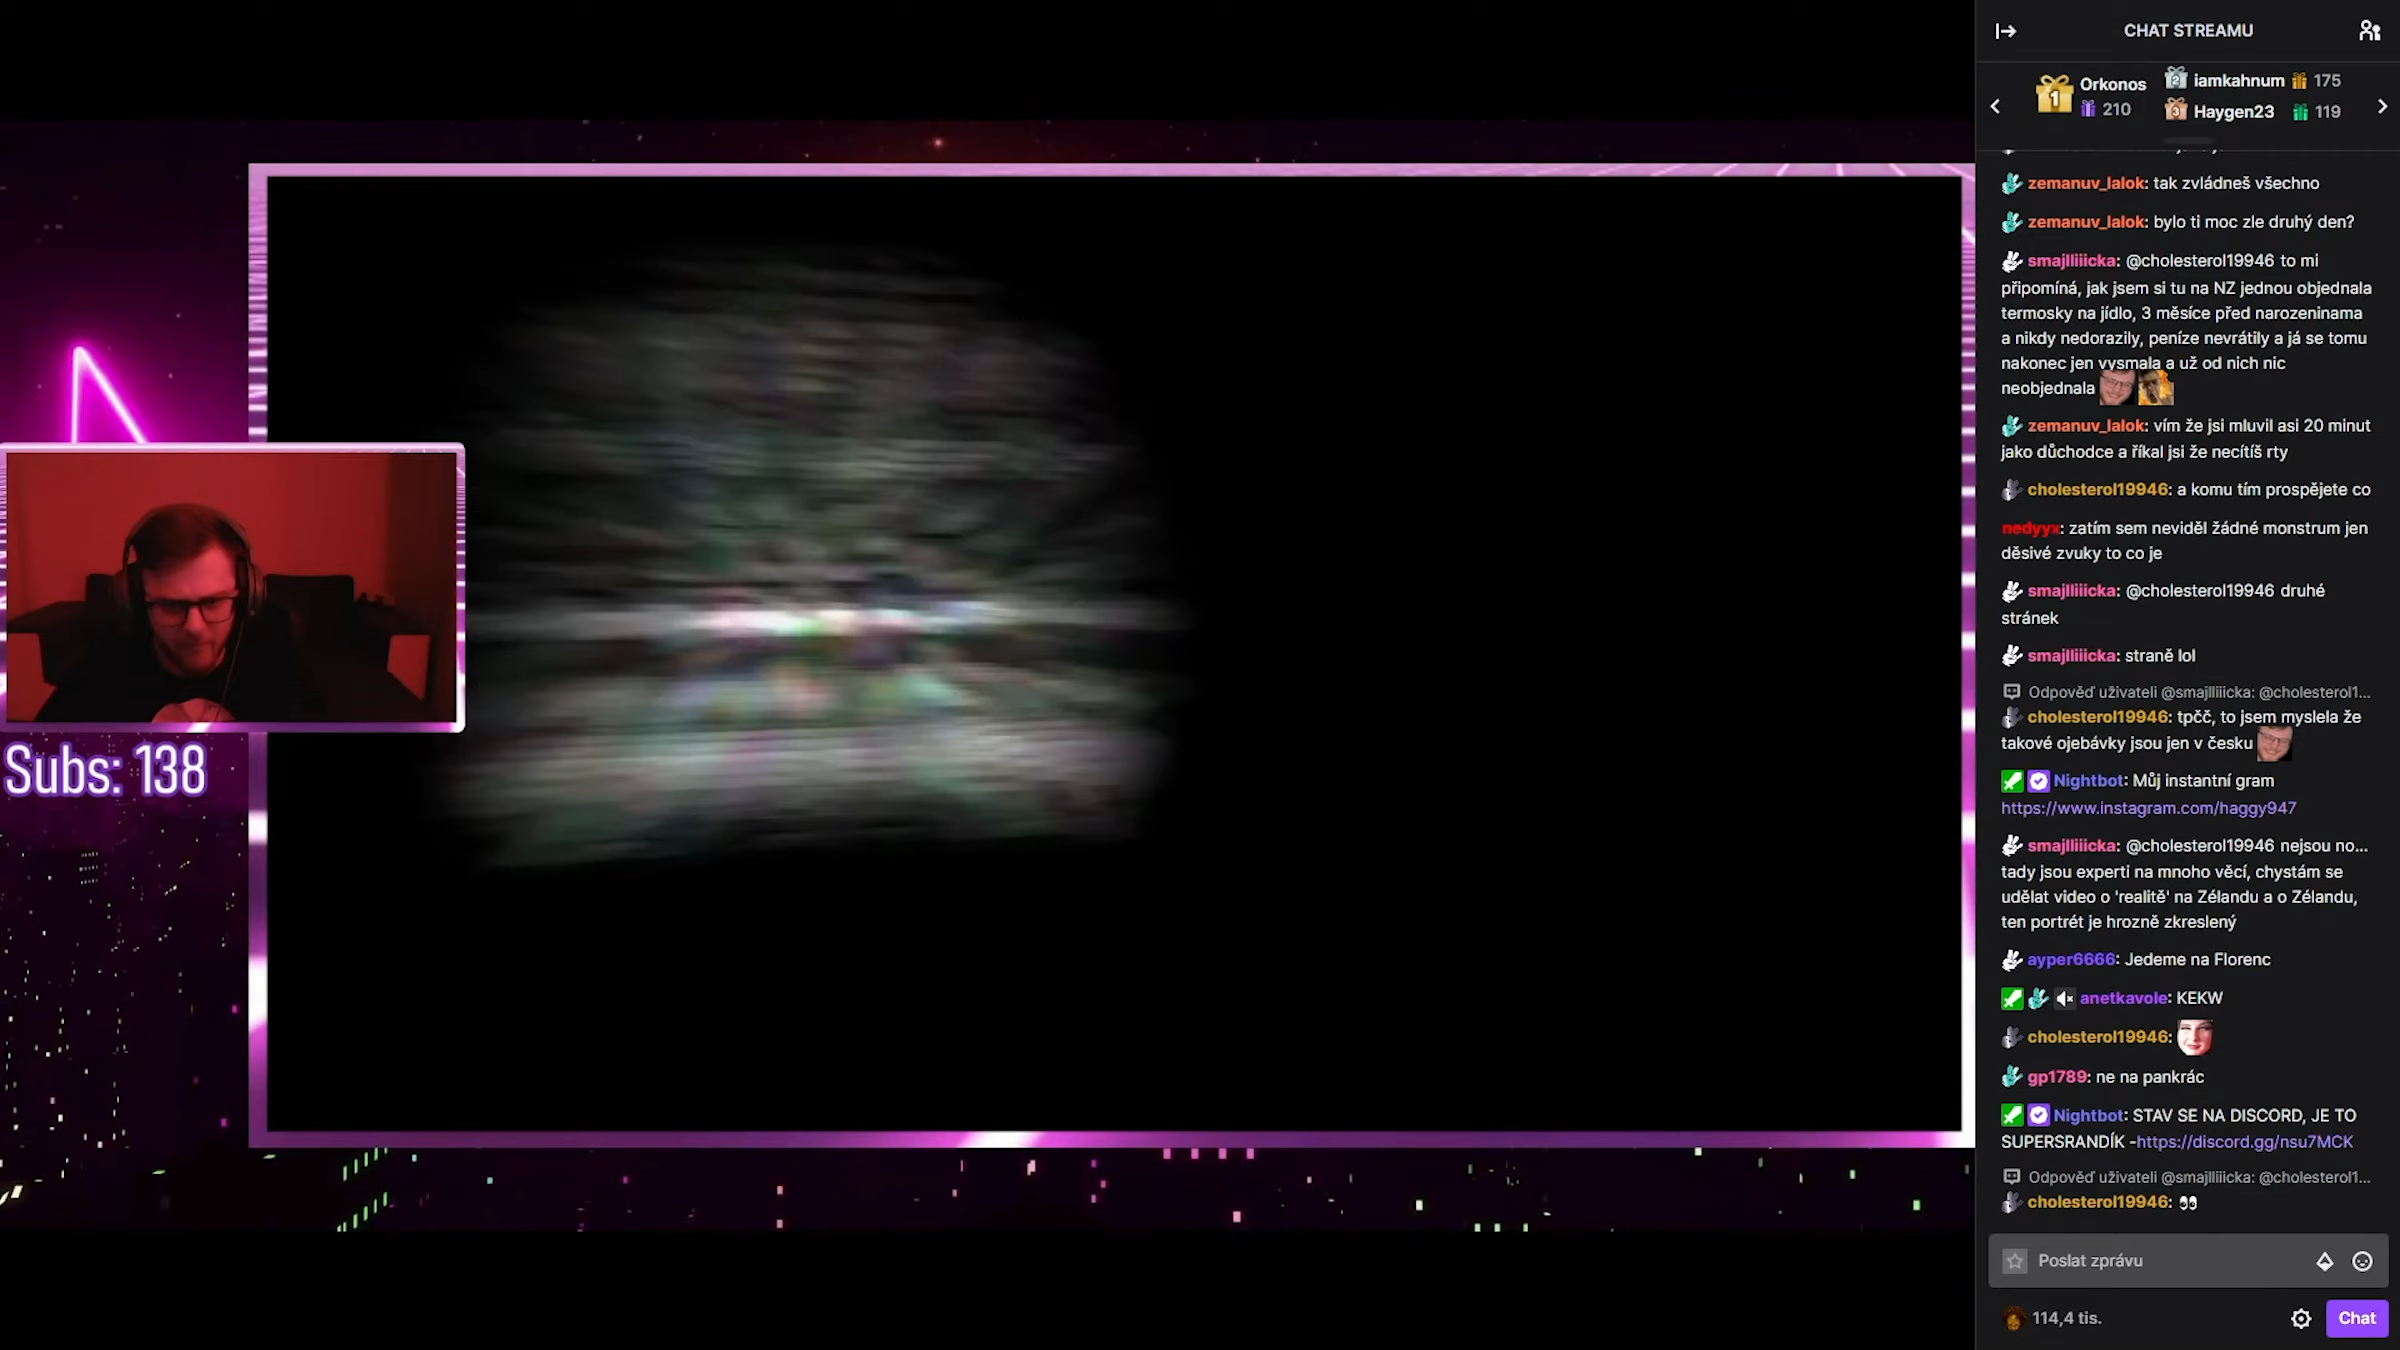 CHAT STREAMU
1 Orkonos 210
2 iamkahnum 175
3 Haygen23 119
zemanuv_lalok: tak zvládneš všechno
zemanuv_lalok: bylo ti moc zle druhý den?
smajlliiicka: @cholesterol19946 to mi
připomíná, jak jsem si tu na NZ jednou objednala
termosky na jídlo, 3 měsíce před narozeninama
a nikdy nedorazily, peníze nevrátily a já se tomu
nakonec jen vysmala a už od nich nic
neobjednala
zemanuv_lalok: vím že jsi mluvil asi 20 minut
jako důchodce a říkal jsi že necítíš rty
cholesterol19946: a komu tím prospějete co
nedyyx: zatím sem neviděl žádné monstrum jen
děsivé zvuky to co je
smajlliiicka: @cholesterol19946 druhé
stránek
smajlliiicka: straně lol
Odpověď uživateli @smajlliiicka: @cholesterol1...
cholesterol19946: tpčč, to jsem myslela že
takové ojebávky jsou jen v česku
Nightbot: Můj instantní gram
https://www.instagram.com/haggy947
smajlliiicka: @cholesterol19946 nejsou no...
tady jsou experti na mnoho věcí, chystám se
udělat video o 'realitě' na Zélandu a o Zélandu,
ten portrét je hrozně zkreslený
ayper6666: Jedeme na Florenc
anetkavole: KEKW
cholesterol19946:
gp1789: ne na pankrác
Nightbot: STAV SE NA DISCORD, JE TO
SUPERSRANDÍK -https://discord.gg/nsu7MCK
Odpověď uživateli @smajlliiicka: @cholesterol1...
cholesterol19946: 👀
Poslat zprávu
114,4 tis.
Chat
Subs: 138